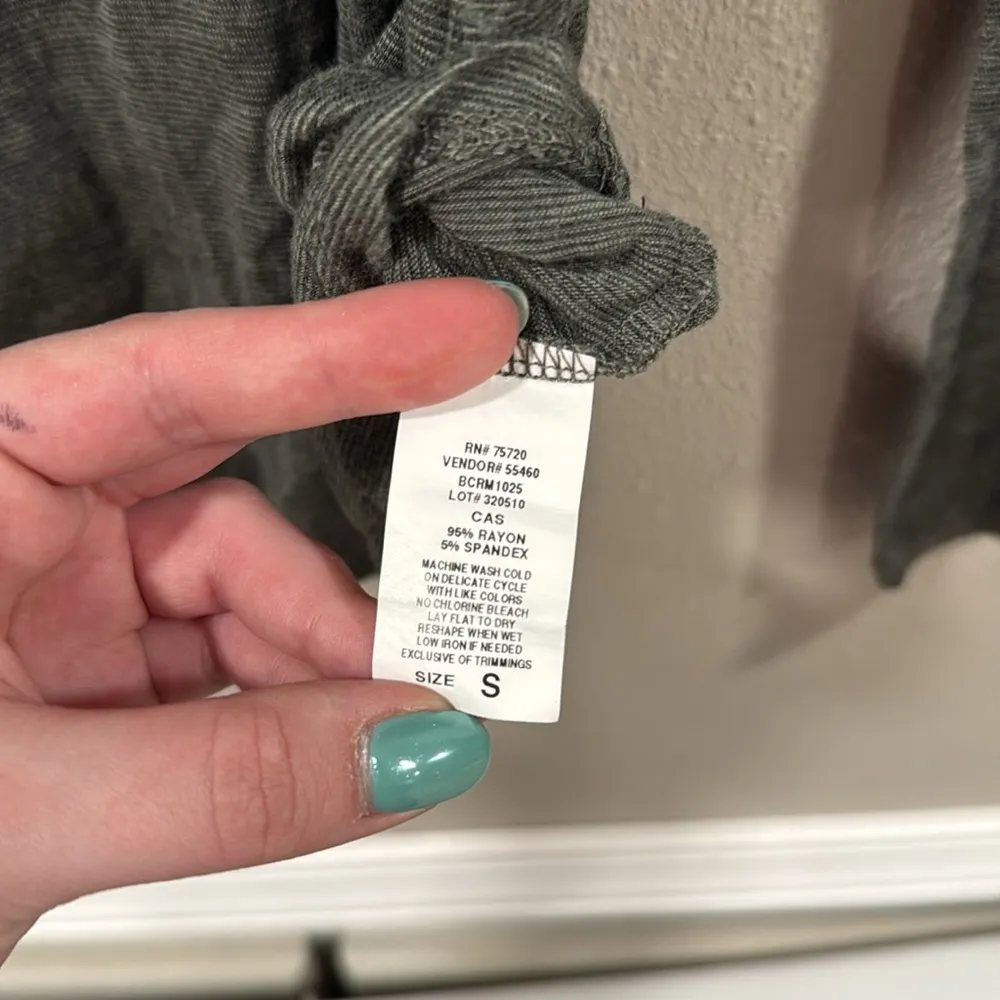 RN# 75720
VENDOR# 55460
BCRM1025
LOT# 320510
CAS
95% RAYON
5% SPANDEX
MACHINE WASH COLD
ON DELICATE CYCLE
WITH LIKE COLORS
NO CHLORINE BLEACH
LAY FLAT TO DRY
RESHAPE WHEN WET
LOW IRON IF NEEDED
EXCLUSIVE OF TRIMMINGS
SIZE S